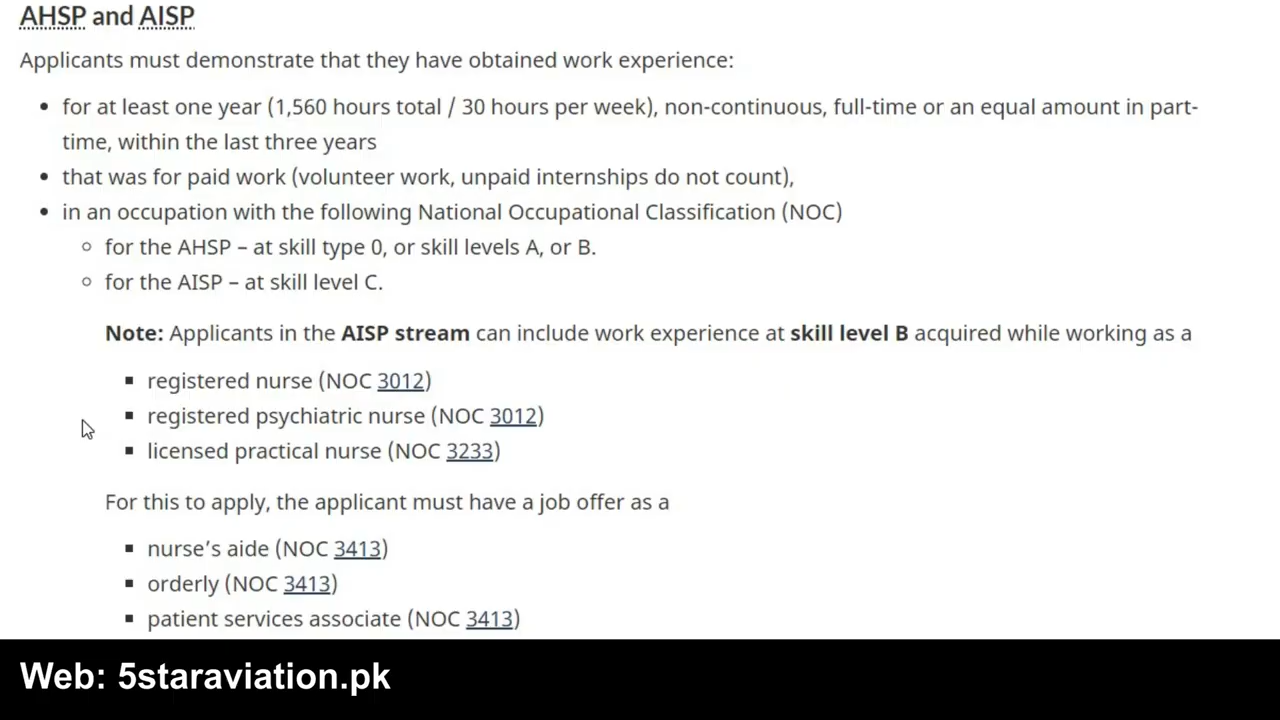 AHSP and AISP
Applicants must demonstrate that they have obtained work experience:
• for at least one year (1,560 hours total / 30 hours per week), non-continuous, full-time or an equal amount in part-
time, within the last three years
• that was for paid work (volunteer work, unpaid internships do not count),
• in an occupation with the following National Occupational Classification (NOC)
○ for the AHSP – at skill type 0, or skill levels A, or B.
○ for the AISP – at skill level C.
Note: Applicants in the AISP stream can include work experience at skill level B acquired while working as a
▪ registered nurse (NOC 3012)
▪ registered psychiatric nurse (NOC 3012)
▪ licensed practical nurse (NOC 3233)
For this to apply, the applicant must have a job offer as a
▪ nurse’s aide (NOC 3413)
▪ orderly (NOC 3413)
▪ patient services associate (NOC 3413)
Web: 5staraviation.pk